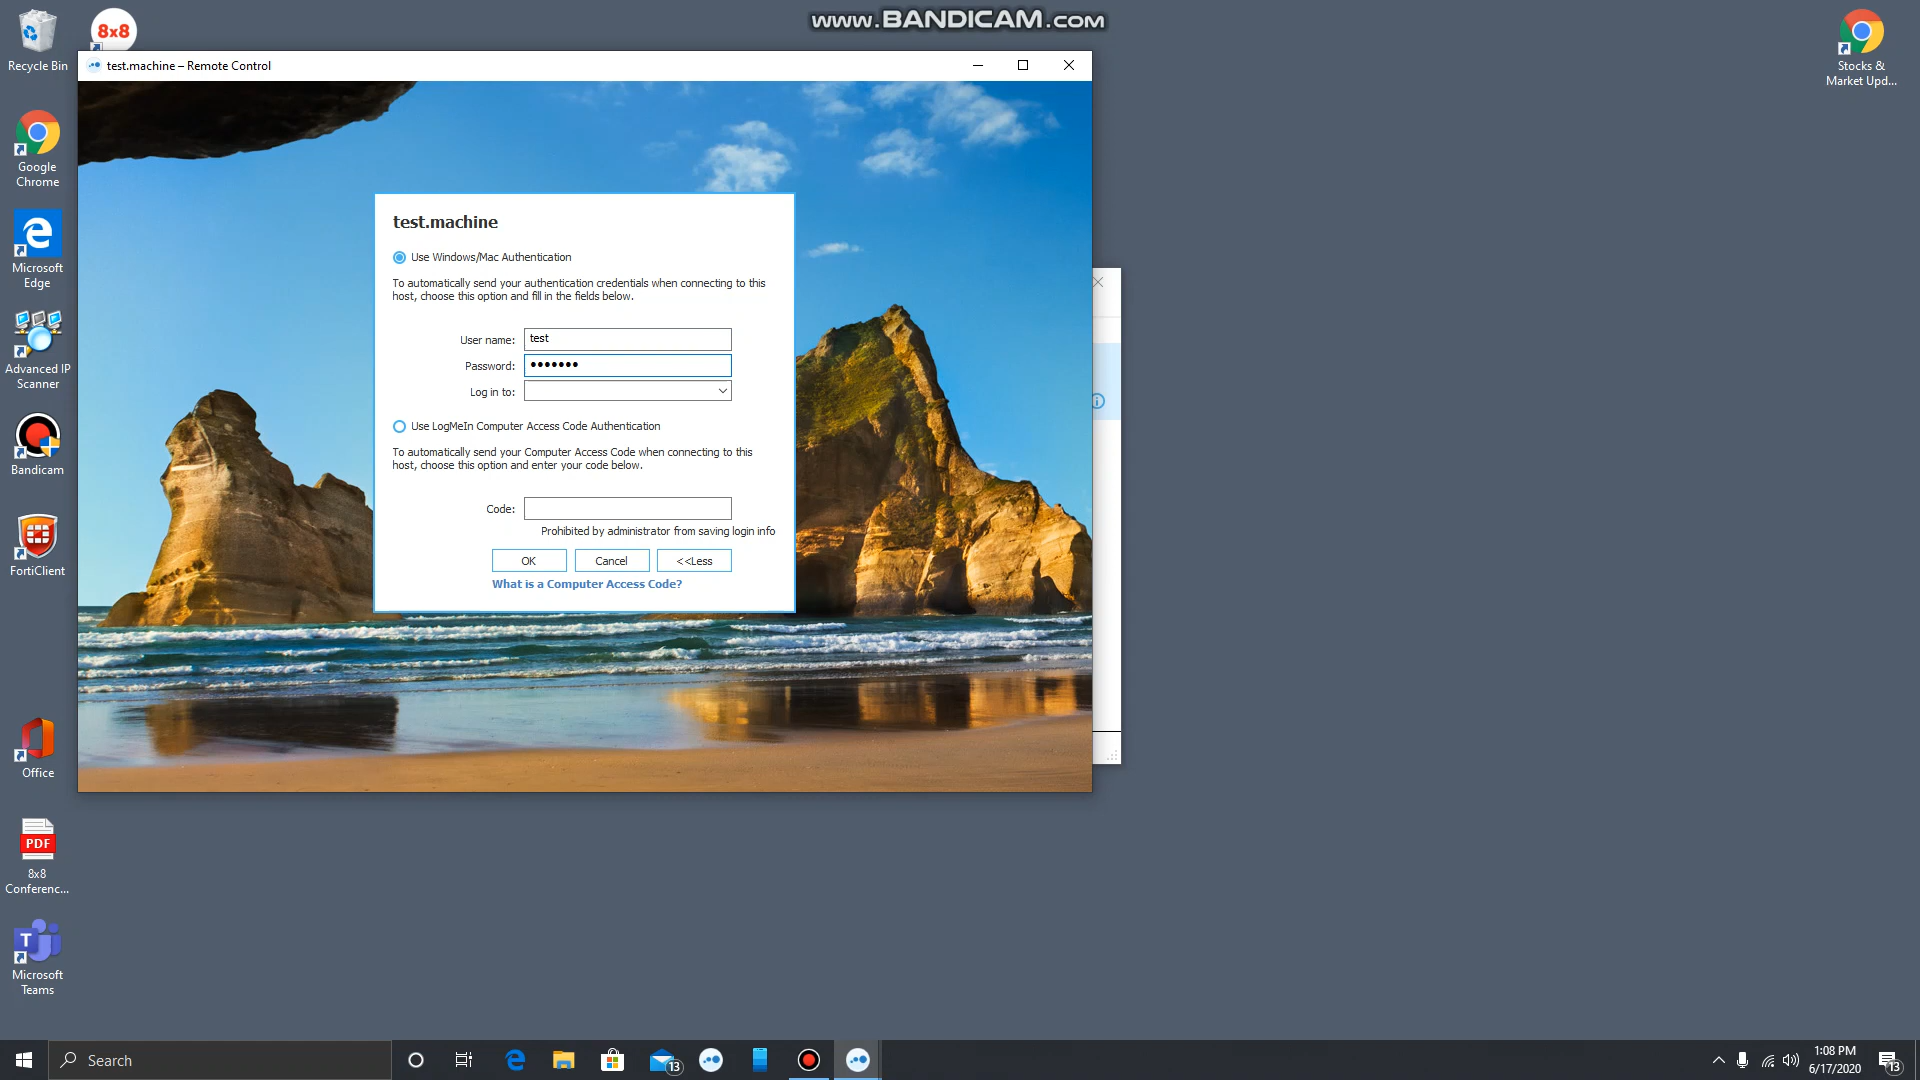 www.BANDICAM.com
Recycle Bin
8x8
Stocks &
Market Upd...
test.machine – Remote Control
Google
Chrome
Microsoft
Edge
Advanced IP
Scanner
Bandicam
FortiClient
Office
PDF
8x8
Conferenc...
T
Microsoft
Teams
test.machine
Use Windows/Mac Authentication
To automatically send your authentication credentials when connecting to this
host, choose this option and fill in the fields below.
User name: test
Password: •••••••
Log in to:
Use LogMeIn Computer Access Code Authentication
To automatically send your Computer Access Code when connecting to this
host, choose this option and enter your code below.
Code:
Prohibited by administrator from saving login info
OK Cancel <<Less
What is a Computer Access Code?
Search
13
1:08 PM
6/17/2020
13